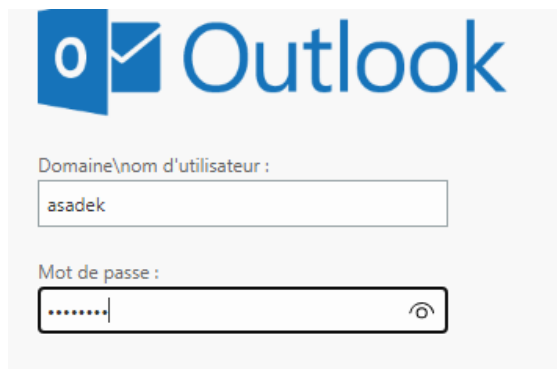 Outlook
Domaine\nom d'utilisateur :
asadek
Mot de passe :
••••••••